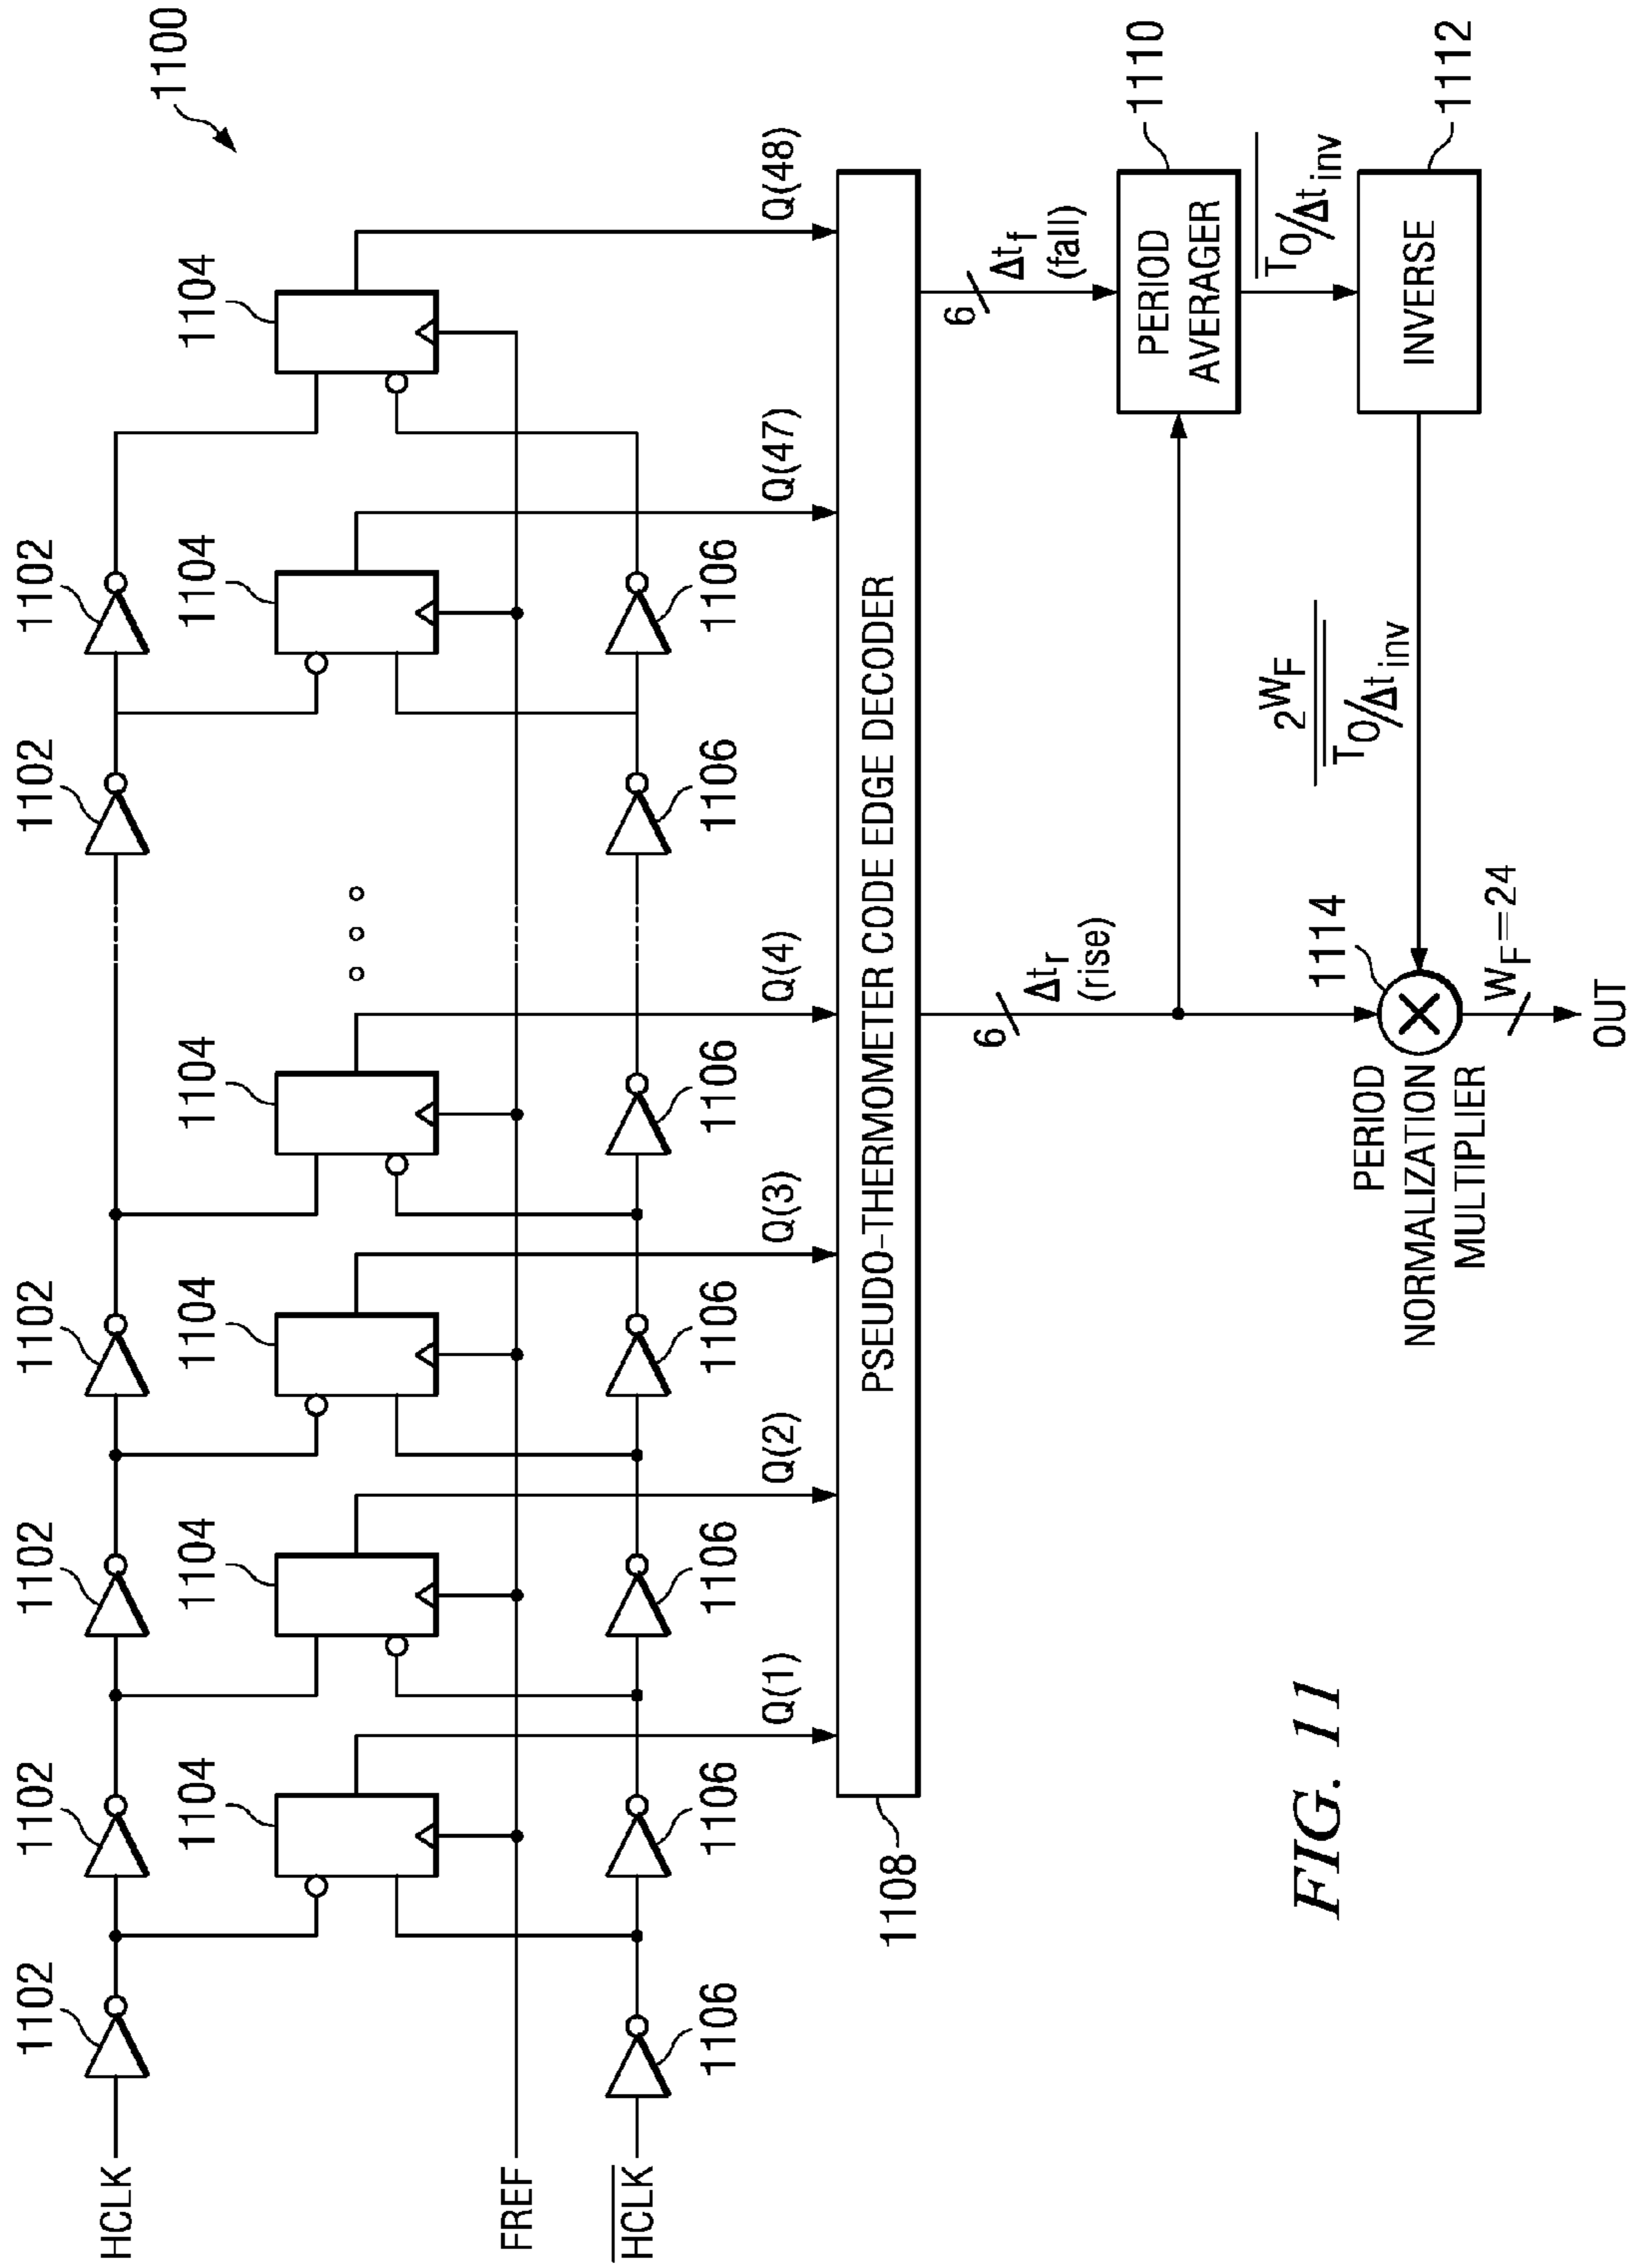 1102 1102 1102 1102 1102 1102
HCLK
1100
1104 1104 1104 1104 1104 1104
FREF
HCLK
1106 1106 1106 1106 1106 1106 1106
Q(1) Q(2) Q(3) Q(4) Q(47) Q(48)
PSEUDO-THERMOMETER CODE EDGE DECODER
1108
6 Δtr (rise)
6 Δtf (fall)
1110
PERIOD
AVERAGER
T0/Δtinv
2WF
T0/Δtinv
1112
INVERSE
1114
PERIOD
NORMALIZATION
MULTIPLIER
WF=24
OUT
FIG. 11